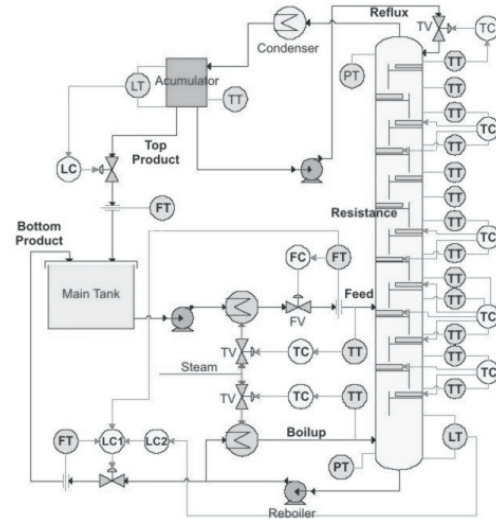 Reflux
TV
TC
Condenser
TT
PT
Acumulator
LT
TT
TT
TT
TC
Top
Product
LC
TT
TT
FT
Resistance
TT
Bottom
Product
TT
TC
FC
FT
TT
Main Tank
Feed
TT
FV
TC
TT
TV
TC
TT
Steam
TT
TC
TV
TC
TT
TT
Boilup
FT
LC1
LC2
LT
PT
Reboiler